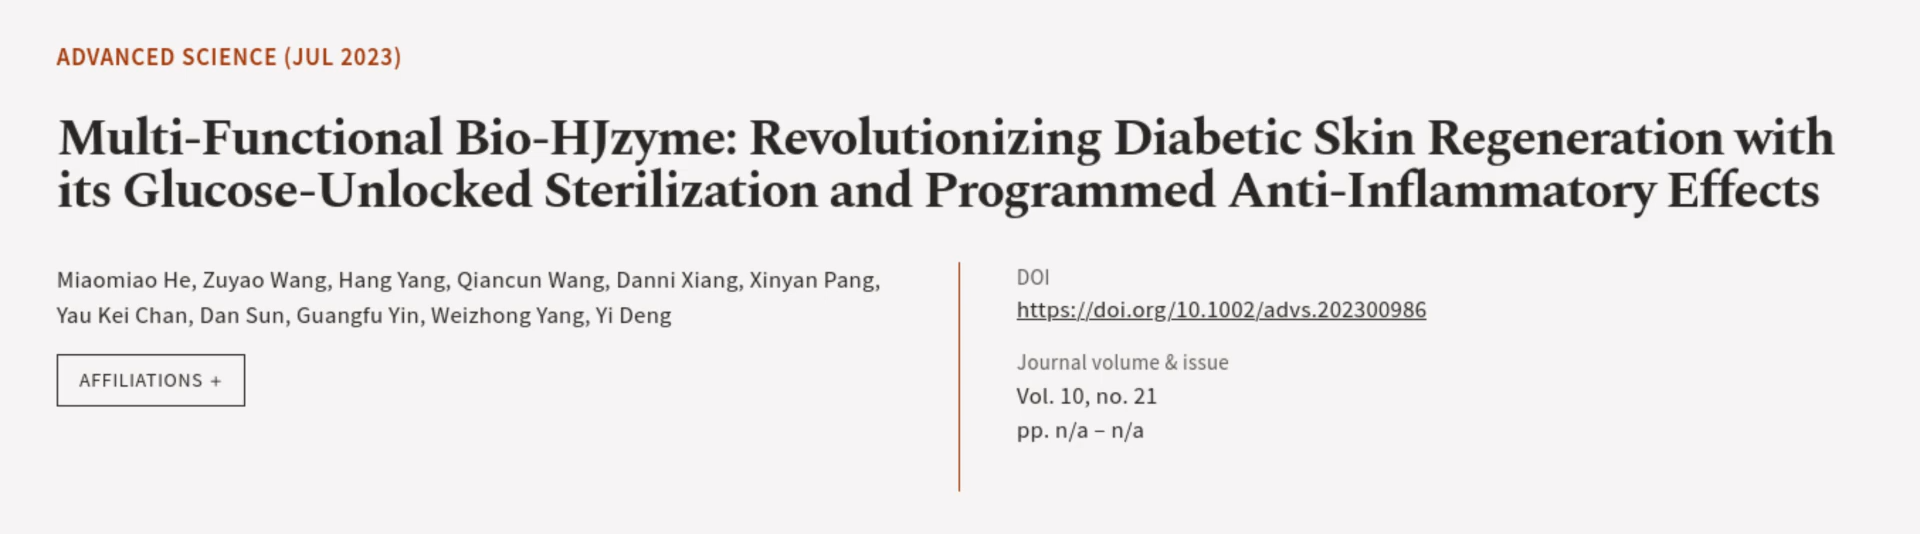 ADVANCED SCIENCE (JUL 2023)
Multi-Functional Bio-HJzyme: Revolutionizing Diabetic Skin Regeneration with
its Glucose-Unlocked Sterilization and Programmed Anti-Inflammatory Effects
Miaomiao He, Zuyao Wang, Hang Yang, Qiancun Wang, Danni Xiang, Xinyan Pang,
Yau Kei Chan, Dan Sun, Guangfu Yin, Weizhong Yang, Yi Deng
AFFILIATIONS +
DOI
https://doi.org/10.1002/advs.202300986
Journal volume & issue
Vol. 10, no. 21
pp. n/a – n/a